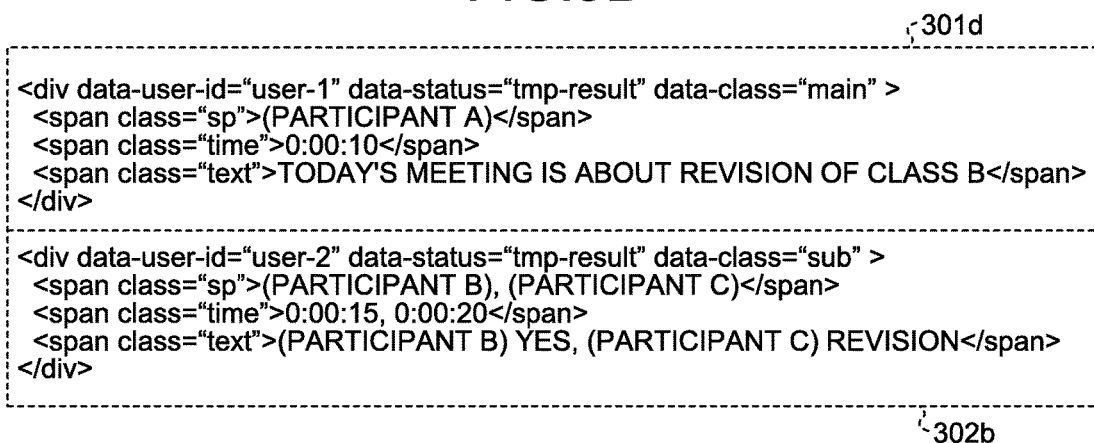 301d
<div data-user-id=“user-1” data-status=“tmp-result” data-class=“main” >
<span class=“sp”>(PARTICIPANT A)</span>
<span class=“time”>0:00:10</span>
<span class=“text”>TODAY'S MEETING IS ABOUT REVISION OF CLASS B</span>
</div>
<div data-user-id=“user-2” data-status=“tmp-result” data-class=“sub” >
<span class=“sp”>(PARTICIPANT B), (PARTICIPANT C)</span>
<span class=“time”>0:00:15, 0:00:20</span>
<span class=“text”>(PARTICIPANT B) YES, (PARTICIPANT C) REVISION</span>
</div>
302b